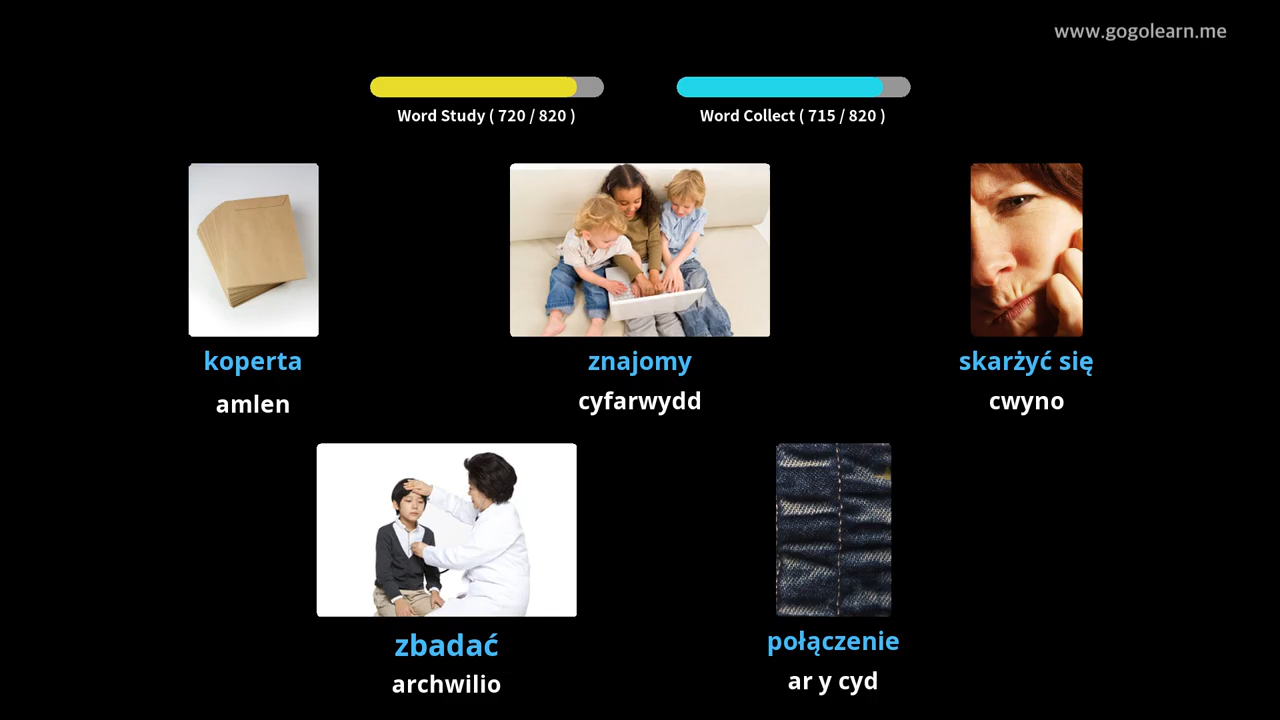 www.gogolearn.me
Word Study ( 720 / 820 )
Word Collect ( 715 / 820 )
koperta
amlen
znajomy
cyfarwydd
skarżyć się
cwyno
zbadać
archwilio
połączenie
ar y cyd